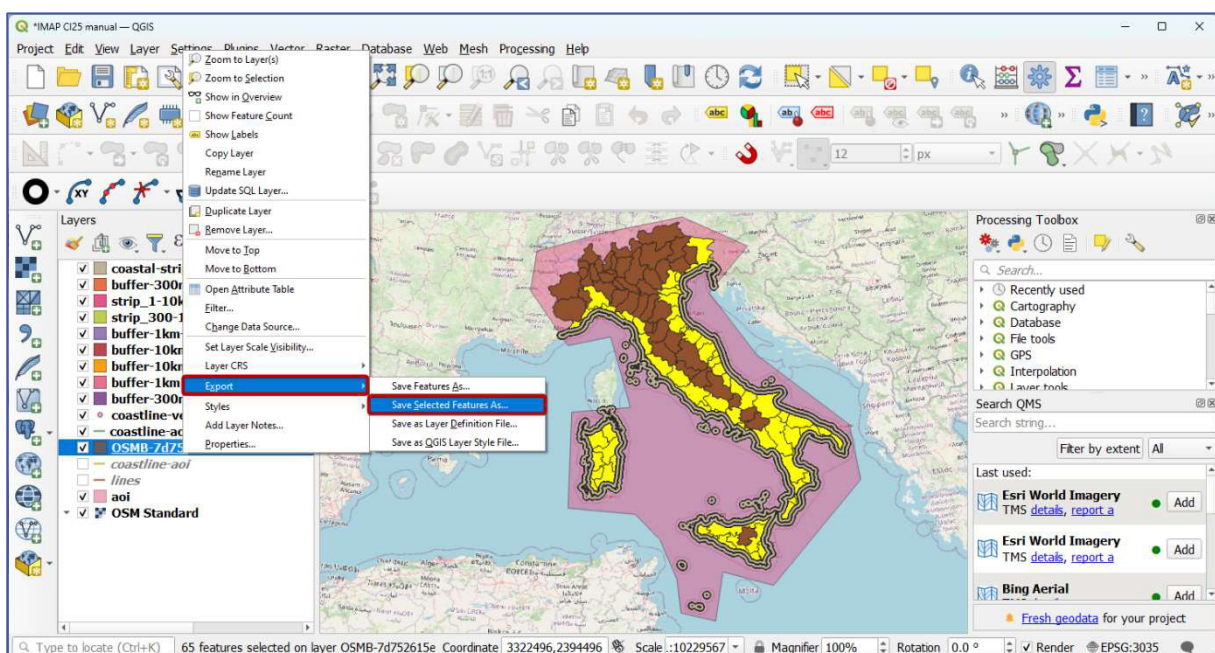 *IMAP CI25 manual — QGIS
Project Edit View Layer Settings Plugins Vector Raster Database Web Mesh Processing Help
Zoom to Layer(s)
Zoom to Selection
Show in Overview
Show Feature Count
Show Labels
Copy Layer
Rename Layer
Update SQL Layer...
Duplicate Layer
Remove Layer...
Move to Top
Move to Bottom
Open Attribute Table
Filter...
Change Data Source...
Set Layer Scale Visibility...
Layer CRS
Export
Styles
Add Layer Notes...
Properties...
Save Features As...
Save Selected Features As...
Save as Layer Definition File...
Save as QGIS Layer Style File...
12 px
Layers
coastal-stri
buffer-300m
strip_1-10k
strip_300-1
buffer-1km
buffer-10km
buffer-10km
buffer-1km
buffer-300m
coastline-ve
coastline-ao
OSMB-7d752
coastline-aoi
lines
aoi
OSM Standard
Processing Toolbox
Search...
Recently used
Cartography
Database
File tools
GPS
Interpolation
Layer tools
Search QMS
Search string...
Filter by extent All
Last used:
Esri World Imagery
TMS details, report a
Add
Esri World Imagery
TMS details, report a
Add
Bing Aerial
Add
Fresh geodata for your project
Type to locate (Ctrl+K) 65 features selected on layer OSMB-7d752615e Coordinate 3322496,2394496 Scale 1:10229567 Magnifier 100% Rotation 0.0 ° Render EPSG:3035